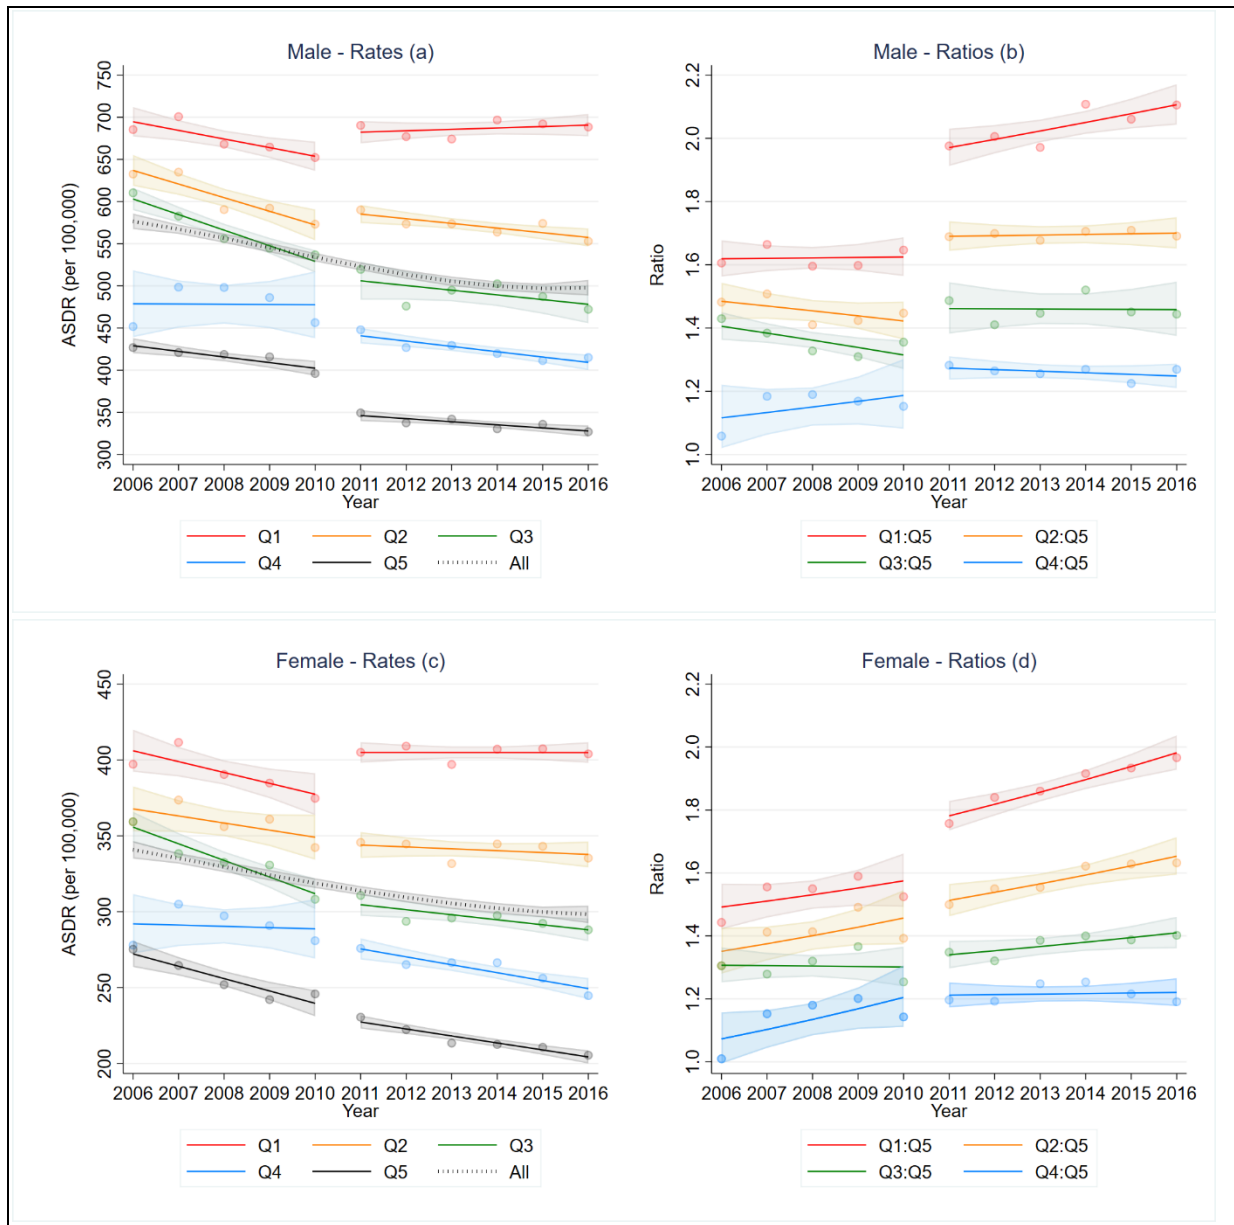 Male - Rates (a)
ASDR (per 100,000)
750
700
650
600
550
500
450
400
350
300
2006 2007 2008 2009 2010 2011 2012 2013 2014 2015 2016
Year
Q1 Q2 Q3
Q4 Q5 All
Male - Ratios (b)
Ratio
2.2
2.0
1.8
1.6
1.4
1.2
1.0
2006 2007 2008 2009 2010 2011 2012 2013 2014 2015 2016
Year
Q1:Q5 Q2:Q5
Q3:Q5 Q4:Q5
Female - Rates (c)
ASDR (per 100,000)
450
400
350
300
250
200
2006 2007 2008 2009 2010 2011 2012 2013 2014 2015 2016
Year
Q1 Q2 Q3
Q4 Q5 All
Female - Ratios (d)
Ratio
2.2
2.0
1.8
1.6
1.4
1.2
1.0
2006 2007 2008 2009 2010 2011 2012 2013 2014 2015 2016
Year
Q1:Q5 Q2:Q5
Q3:Q5 Q4:Q5